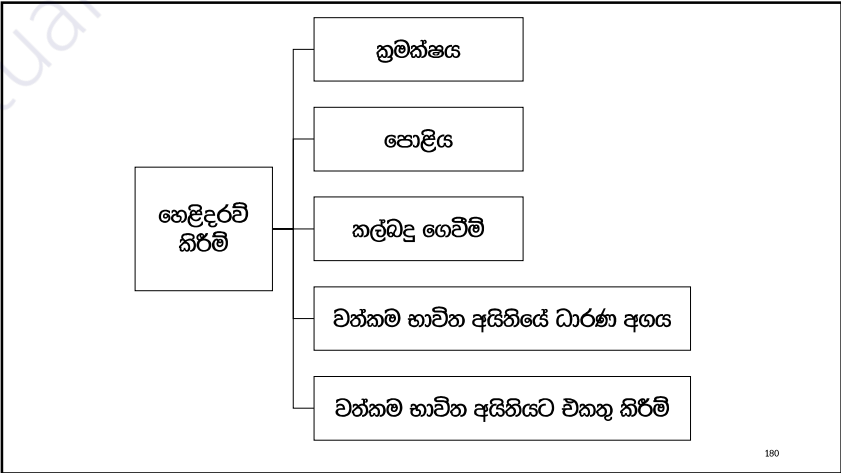 ක්‍රමක්ෂය
පොළිය
හෙළිදරව්
කිරීම්
කල්බදු ගෙවීම්
වත්කම භාවිත අයිතියේ ධාරණ අගය
වත්කම භාවිත අයිතියට එකතු කිරීම්
180